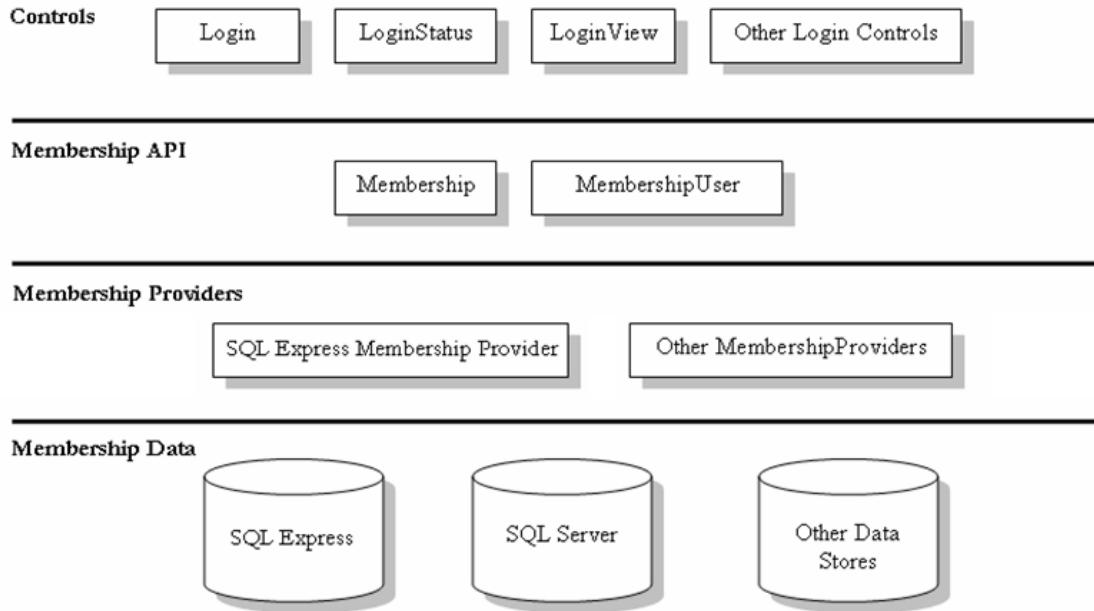 Controls
Login
LoginStatus
LoginView
Other Login Controls
Membership API
Membership
MembershipUser
Membership Providers
SQL Express Membership Provider
Other MembershipProviders
Membership Data
SQL Express
SQL Server
Other Data
Stores